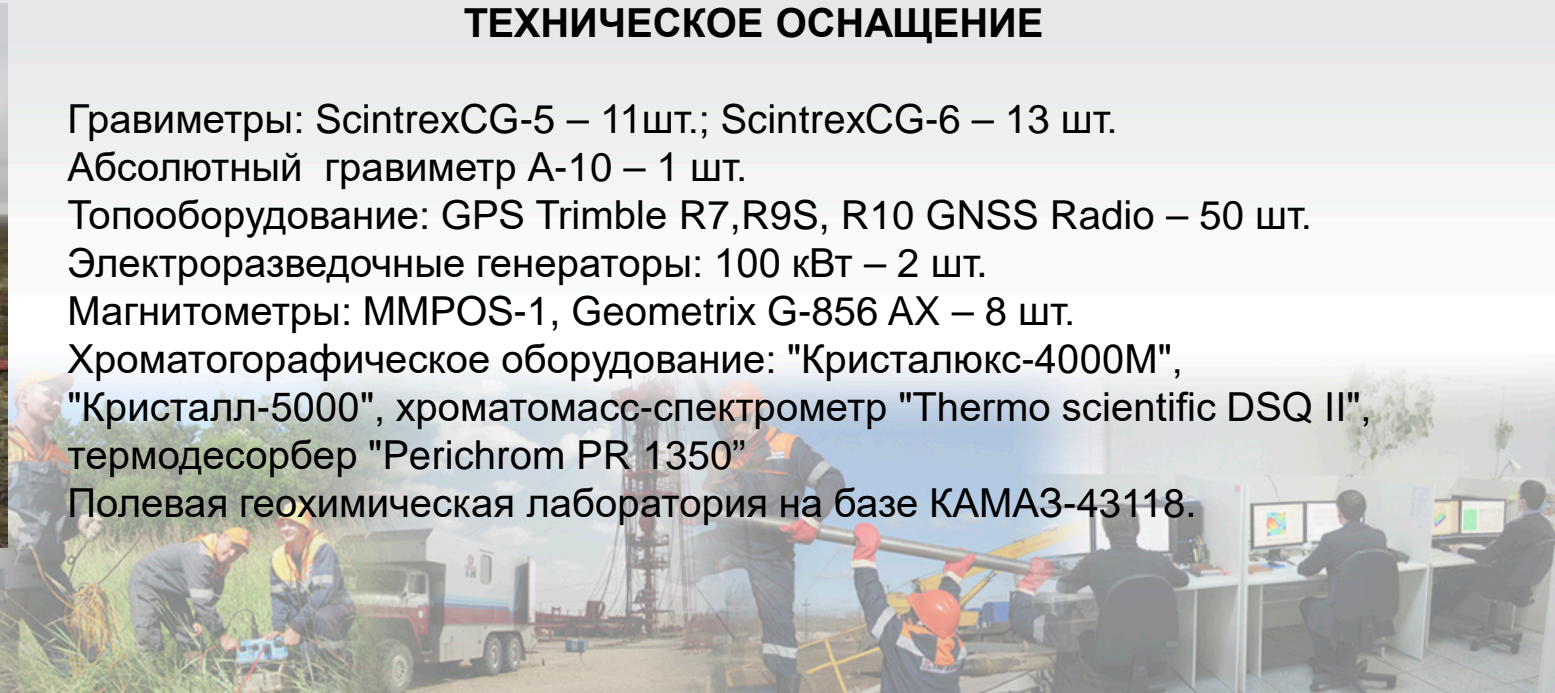 ТЕХНИЧЕСКОЕ ОСНАЩЕНИЕ
Гравиметры: ScintrexCG-5 – 11шт.; ScintrexCG-6 – 13 шт.
Абсолютный  гравиметр А-10 – 1 шт.
Топооборудование: GPS Trimble R7,R9S, R10 GNSS Radio – 50 шт.
Электроразведочные генераторы: 100 кВт – 2 шт.
Магнитометры: MMPOS-1, Geometrix G-856 AX – 8 шт.
Хроматогорафическое оборудование: "Кристалюкс-4000М",
"Кристалл-5000", хроматомасс-спектрометр "Thermo scientific DSQ II",
термодесорбер "Perichrom PR 1350”
Полевая геохимическая лаборатория на базе КАМАЗ-43118.